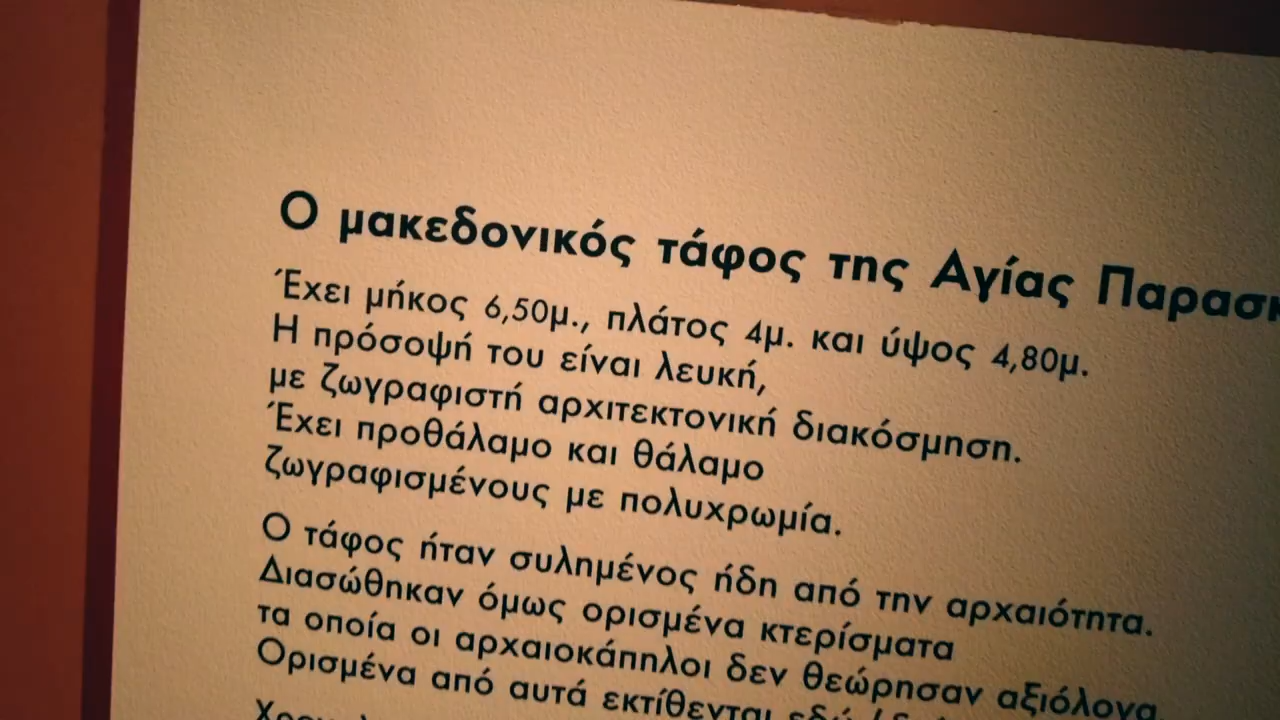 Ο μακεδονικός τάφος της Αγίας
Έχει μήκος 6,50μ., πλάτος 4μ. και ύψος 4,80μ.
Η πρόσοψή του είναι λευκή,
με ζωγραφιστή αρχιτεκτονική διακόσμηση.
Έχει προθάλαμο και θάλαμο
ζωγραφισμένους με πολυχρωμία.
Ο τάφος ήταν συλημένος ήδη από την αρχαιότητα.
Διασώθηκαν όμως ορισμένα κτερίσματα
τα οποία οι αρχαιοκάπηλοι δεν θεώρησαν αξιόλογα
Ορισμένα από αυτά εκτίθενται εδώ